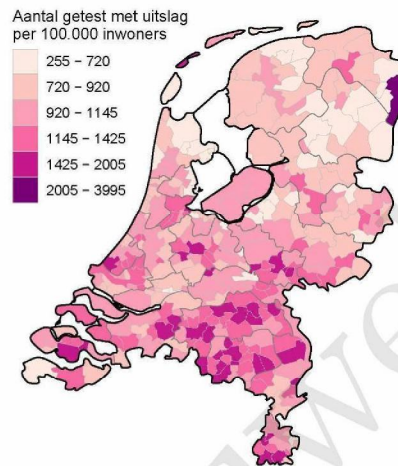 Aantal getest met uitslag
per 100.000 inwoners
255 – 720
720 – 920
920 – 1145
1145 – 1425
1425 – 2005
2005 – 3995